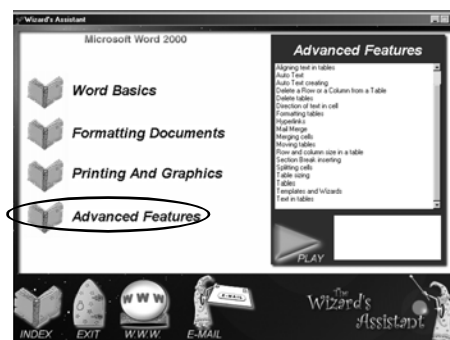 Wizard's Assistant
Microsoft Word 2000
Word Basics
Formatting Documents
Printing And Graphics
Advanced Features
Advanced Features
Aligning text in tables
Auto Text
Auto Text creating
Delete a Row or a Column from a Table
Delete tables
Direction of text in cell
Formatting tables
Hyperlinks
Mail Merge
Merging cells
Moving tables
Row and column size in a table
Section Break inserting
Splitting cells
Table sizing
Tables
Templates and Wizards
Text in tables
PLAY
INDEX
EXIT
WWW
W.W.W.
E-MAIL
E-MAIL
The
Wizard's
Assistant